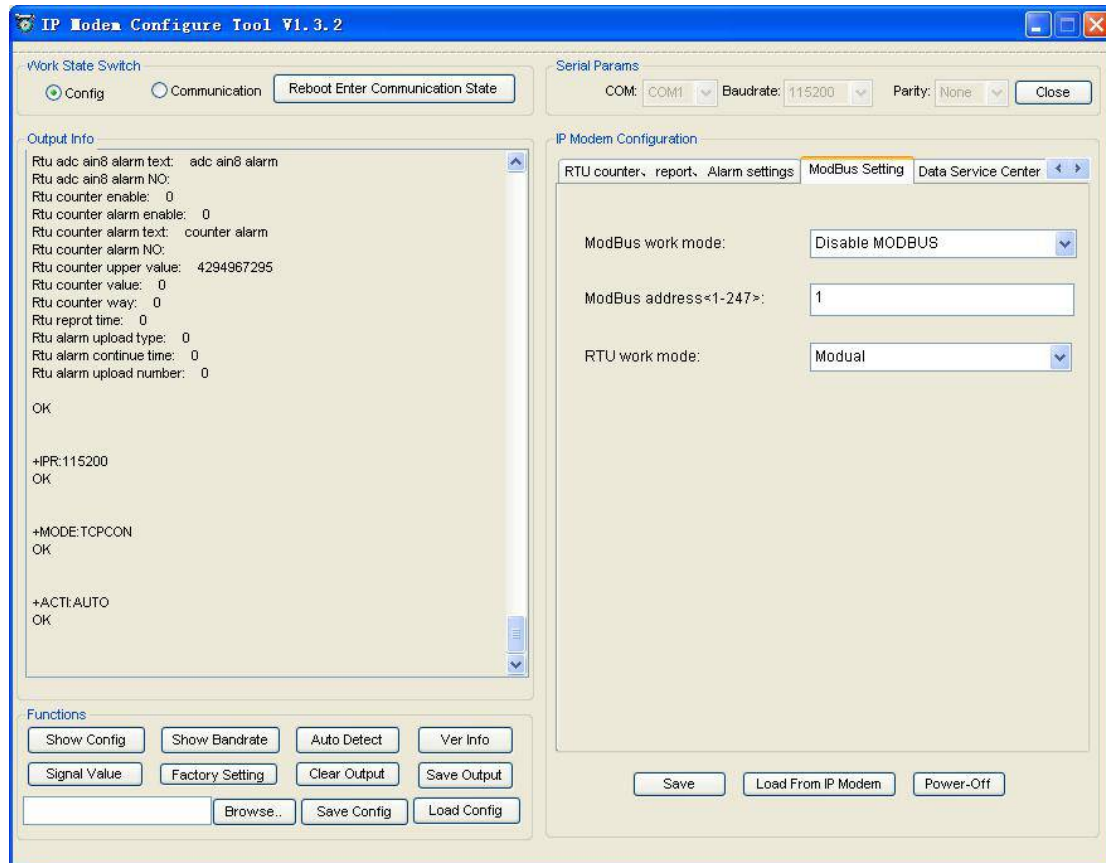 IP Modem Configure Tool V1.3.2
Work State Switch
Config
Communication
Reboot Enter Communication State
Serial Params
COM: COM1
Baudrate: 115200
Parity: None
Close
Output Info
Rtu adc ain8 alarm text: adc ain8 alarm
Rtu adc ain8 alarm NO:
Rtu counter enable: 0
Rtu counter alarm enable: 0
Rtu counter alarm text: counter alarm
Rtu counter alarm NO:
Rtu counter upper value: 4294967295
Rtu counter value: 0
Rtu counter way: 0
Rtu reprot time: 0
Rtu alarm upload type: 0
Rtu alarm continue time: 0
Rtu alarm upload number: 0
OK
+IPR:115200
OK
+MODE:TCPCON
OK
+ACTI:AUTO
OK
IP Modem Configuration
RTU counter、report、Alarm settings
ModBus Setting
Data Service Center
ModBus work mode: Disable MODBUS
ModBus address<1-247>: 1
RTU work mode: Modual
Functions
Show Config
Show Bandrate
Auto Detect
Ver Info
Signal Value
Factory Setting
Clear Output
Save Output
Browse..
Save Config
Load Config
Save
Load From IP Modem
Power-Off